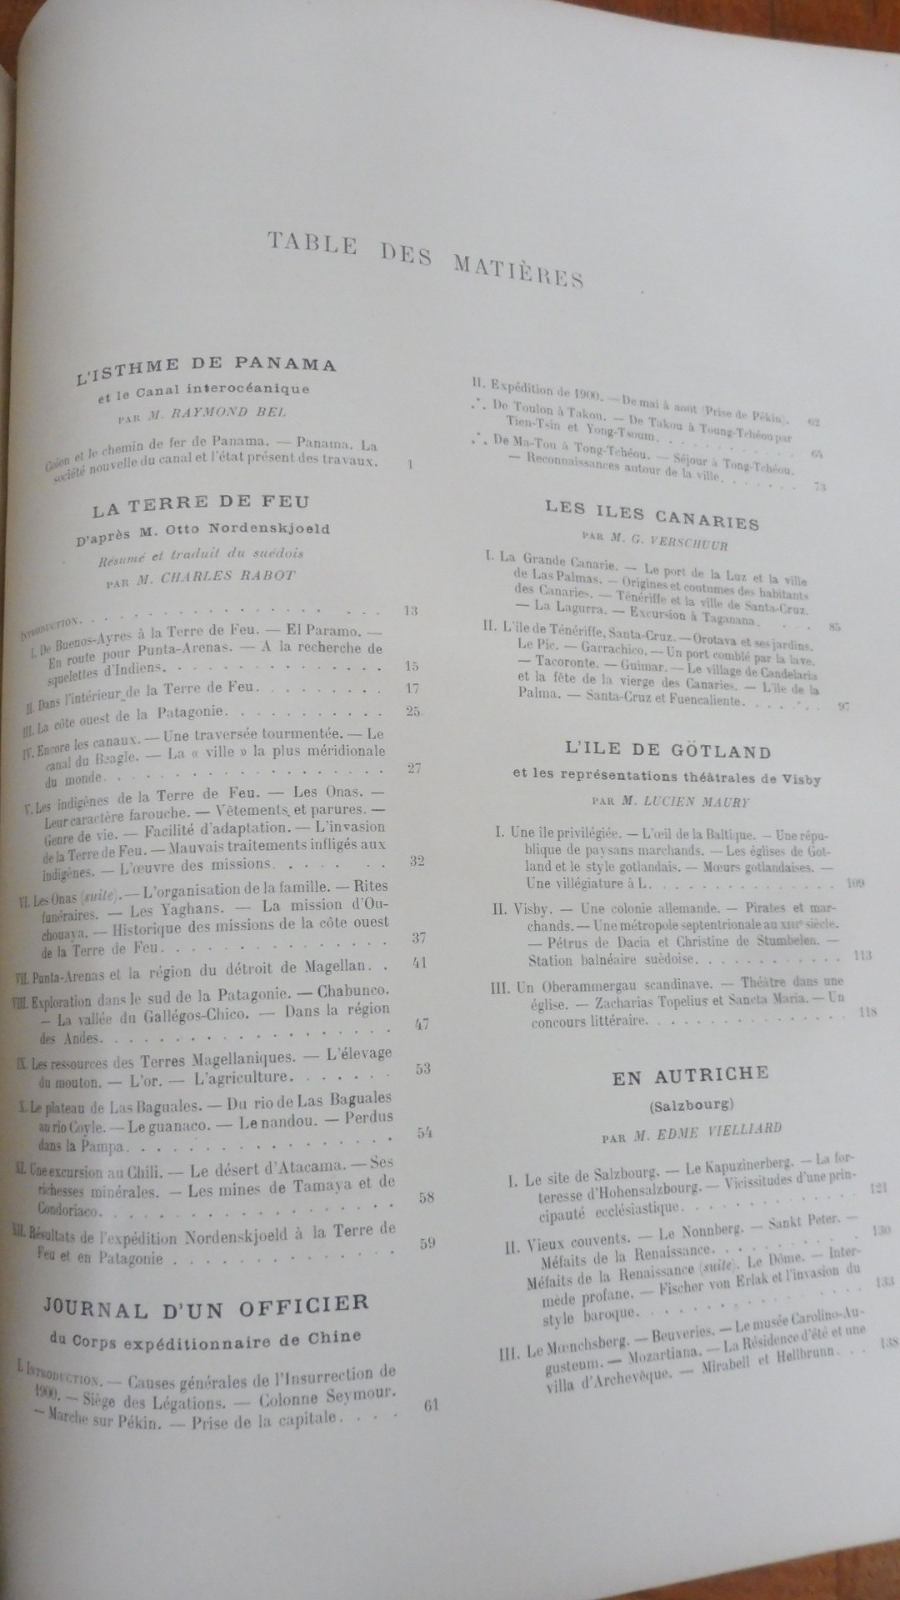 TABLE DES MATIÈRES
L'ISTHME DE PANAMA
et le Canal interocéanique
PAR M. RAYMOND BEL
Colon et le chemin de fer de Panama. — Panama. La
société nouvelle du canal et l'état présent des travaux. 1
LA TERRE DE FEU
D'après M. Otto Nordenskjoeld
Résumé et traduit du suédois
PAR M. CHARLES RABOT
INTRODUCTION. . . . . . . . . . . . . . . . . . 13
I. De Buenos-Ayres à la Terre de Feu. — El Paramo. —
En route pour Punta-Arenas. — A la recherche de
squelettes d'Indiens. . . . . . . . . . . . . . 15
II. Dans l'intérieur de la Terre de Feu. . . . . . . . . 17
III. La côte ouest de la Patagonie. . . . . . . . . . . 25
IV. Encore les canaux. — Une traversée tourmentée. — Le
canal du Beagle. — La « ville » la plus méridionale
du monde. . . . . . . . . . . . . . . . . . . 27
V. Les indigènes de la Terre de Feu. — Les Onas. —
Leur caractère farouche. — Vêtements et parures. —
Genre de vie. — Facilité d'adaptation. — L'invasion
de la Terre de Feu. — Mauvais traitements infligés aux
indigènes. — L'œuvre des missions. . . . . . . 32
VI. Les Onas (suite). — L'organisation de la famille. — Rites
funéraires. — Les Yaghans. — La mission d'Ou-
chouaya. — Historique des missions de la côte ouest
de la Terre de Feu. . . . . . . . . . . . . . . 37
VII. Punta-Arenas et la région du détroit de Magellan. . 41
VIII. Exploration dans le sud de la Patagonie. — Chabunco.
— La vallée du Gallégos-Chico. — Dans la région
des Andes. . . . . . . . . . . . . . . . . . . 47
IX. Les ressources des Terres Magellaniques. — L'élevage
du mouton. — L'or. — L'agriculture. . . . . . . 53
X. Le plateau de Las Baguales. — Du rio de Las Baguales
au rio Coyle. — Le guanaco. — Le nandou. — Perdus
dans la Pampa. . . . . . . . . . . . . . . . . 54
XI. Une excursion au Chili. — Le désert d'Atacama. — Ses
richesses minérales. — Les mines de Tamaya et de
Condoriaco. . . . . . . . . . . . . . . . . . . 58
XII. Résultats de l'expédition Nordenskjoeld à la Terre de
Feu et en Patagonie . . . . . . . . . . . . . . 59
JOURNAL D'UN OFFICIER
du Corps expéditionnaire de Chine
I. INTRODUCTION. — Causes générales de l'Insurrection de
1900. — Siège des Légations. — Colonne Seymour.
— Marche sur Pékin. — Prise de la capitale. . . . . 61
II. Expédition de 1900. — De mai à août (Prise de Pékin). 62
⁂ De Toulon à Takou. — De Takou à Toung-Tchéou par
Tien-Tsin et Yong-Tsoum. . . . . . . . . . 64
⁂ De Ma-Tou à Tong-Tchéou. — Séjour à Tong-Tchéou.
— Reconnaissances autour de la ville. . . . . . . 73
LES ILES CANARIES
PAR M. G. VERSCHUUR
I. La Grande Canarie. — Le port de la Luz et la ville
de Las Palmas. — Origines et coutumes des habitants
des Canaries. — Ténériffe et la ville de Santa-Cruz.
— La Lagurra. — Excursion à Taganana. . . . . 85
II. L'île de Ténériffe, Santa-Cruz. — Orotava et ses jardins.
Le Pic. — Garrachico. — Un port comblé par la lave.
— Tacoronte. — Guimar. — Le village de Candelaria
et la fête de la vierge des Canaries. — L'île de la
Palma. — Santa-Cruz et Fuencaliente. . . . . . . 97
L'ILE DE GÖTLAND
et les représentations théâtrales de Visby
PAR M. LUCIEN MAURY
I. Une île privilégiée. — L'œil de la Baltique. — Une répu-
blique de paysans marchands. — Les églises de Got-
land et le style gotlandais. — Mœurs gotlandaises. —
Une villégiature à L. . . . . . . . . . . . . . 109
II. Visby. — Une colonie allemande. — Pirates et mar-
chands. — Une métropole septentrionale au XIIIe siècle.
— Pétrus de Dacia et Christine de Stumbelen. —
Station balnéaire suédoise. . . . . . . . . . . . 113
III. Un Oberammergau scandinave. — Théâtre dans une
église. — Zacharias Topelius et Sancta Maria. — Un
concours littéraire. . . . . . . . . . . . . . . 118
EN AUTRICHE
(Salzbourg)
PAR M. EDME VIELLIARD
I. Le site de Salzbourg. — Le Kapuzinerberg. — La for-
teresse d'Hohensalzbourg. — Vicissitudes d'une prin-
cipauté ecclésiastique. . . . . . . . . . . . . 121
II. Vieux couvents. — Le Nonnberg. — Sankt Peter. —
Méfaits de la Renaissance. . . . . . . . . . . 130
Méfaits de la Renaissance (suite). Le Dôme. — Inter-
mède profane. — Fischer von Erlak et l'invasion du
style baroque. . . . . . . . . . . . . . . . . 133
III. Le Mœnchsberg. — Beuveries. — Le musée Carolino-Au-
gusteum. — Mozartiana. — La Résidence d'été et une
villa d'Archevêque. — Mirabell et Hellbrunn. . . . 138